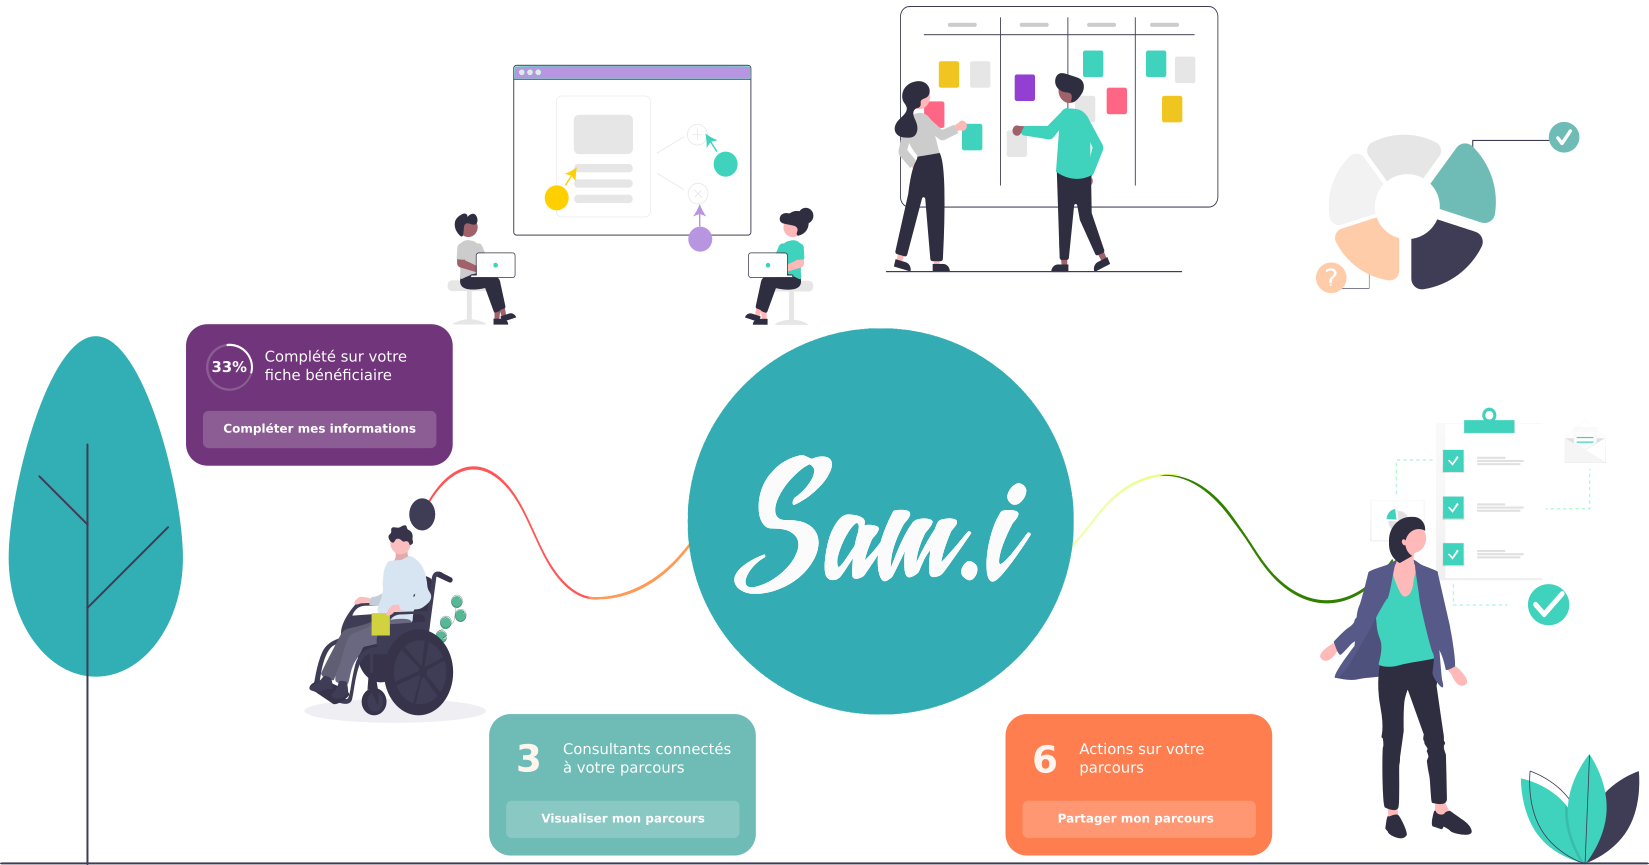 33%
Complété sur votre
fiche bénéficiaire
Compléter mes informations
?
Sam.i
3
Consultants connectés
à votre parcours
Visualiser mon parcours
6
Actions sur votre
parcours
Partager mon parcours